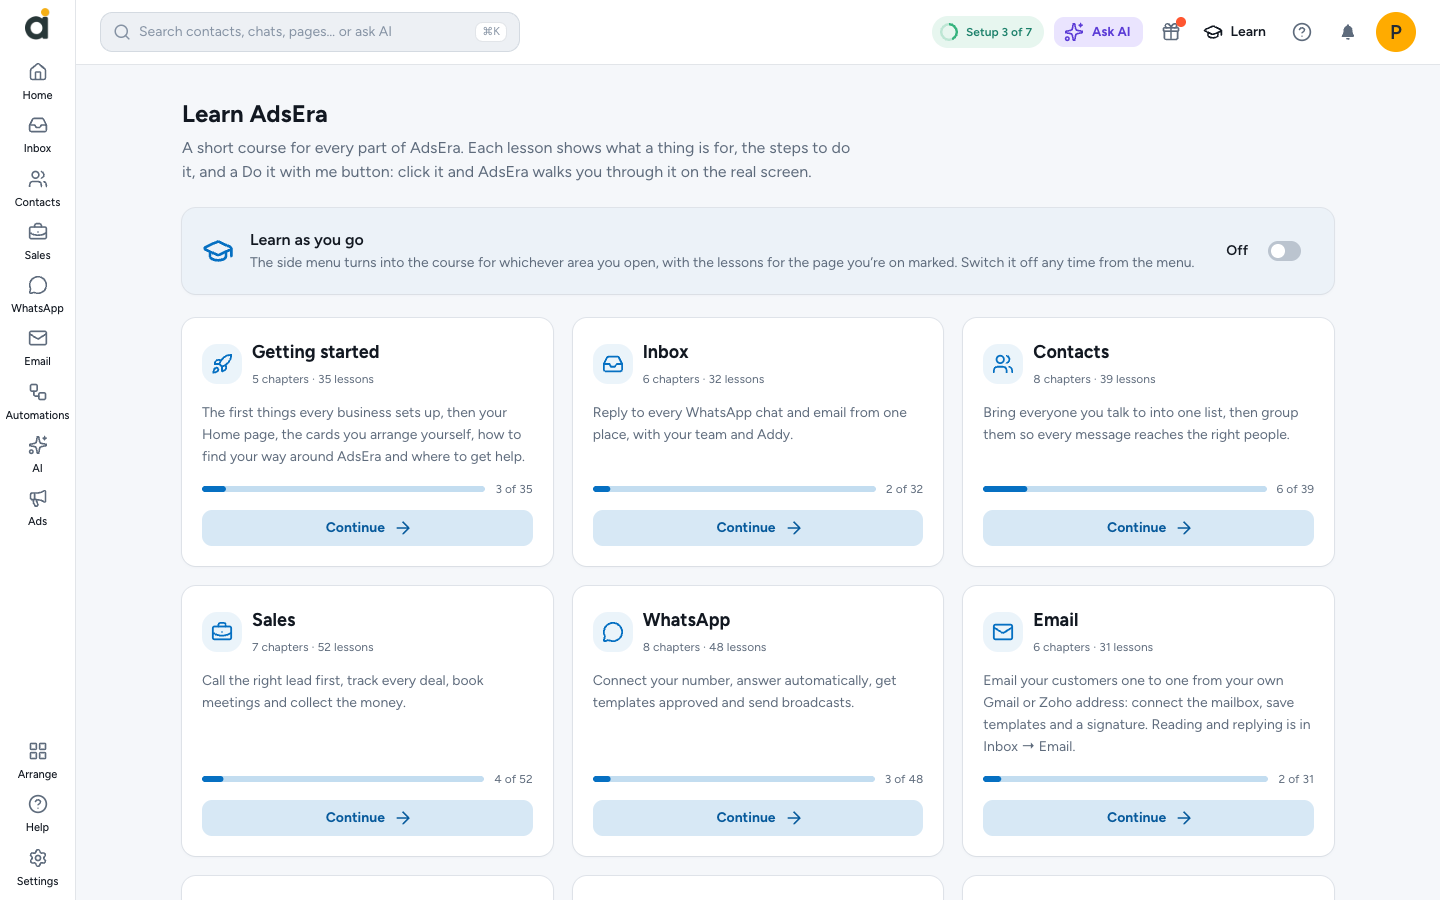 Search contacts, chats, pages... or ask AI
⌘K
Setup 3 of 7
Ask AI
Learn
P
Home
Inbox
Contacts
Sales
WhatsApp
Email
Automations
AI
Ads
Arrange
Help
Settings
Learn AdsEra
A short course for every part of AdsEra. Each lesson shows what a thing is for, the steps to do
it, and a Do it with me button: click it and AdsEra walks you through it on the real screen.
Learn as you go
The side menu turns into the course for whichever area you open, with the lessons for the page you're on marked. Switch it off any time from the menu.
Off
Getting started
5 chapters · 35 lessons
The first things every business sets up, then your
Home page, the cards you arrange yourself, how to
find your way around AdsEra and where to get help.
3 of 35
Continue →
Inbox
6 chapters · 32 lessons
Reply to every WhatsApp chat and email from one
place, with your team and Addy.
2 of 32
Continue →
Contacts
8 chapters · 39 lessons
Bring everyone you talk to into one list, then group
them so every message reaches the right people.
6 of 39
Continue →
Sales
7 chapters · 52 lessons
Call the right lead first, track every deal, book
meetings and collect the money.
4 of 52
Continue →
WhatsApp
8 chapters · 48 lessons
Connect your number, answer automatically, get
templates approved and send broadcasts.
3 of 48
Continue →
Email
6 chapters · 31 lessons
Email your customers one to one from your own
Gmail or Zoho address: connect the mailbox, save
templates and a signature. Reading and replying is in
Inbox → Email.
2 of 31
Continue →